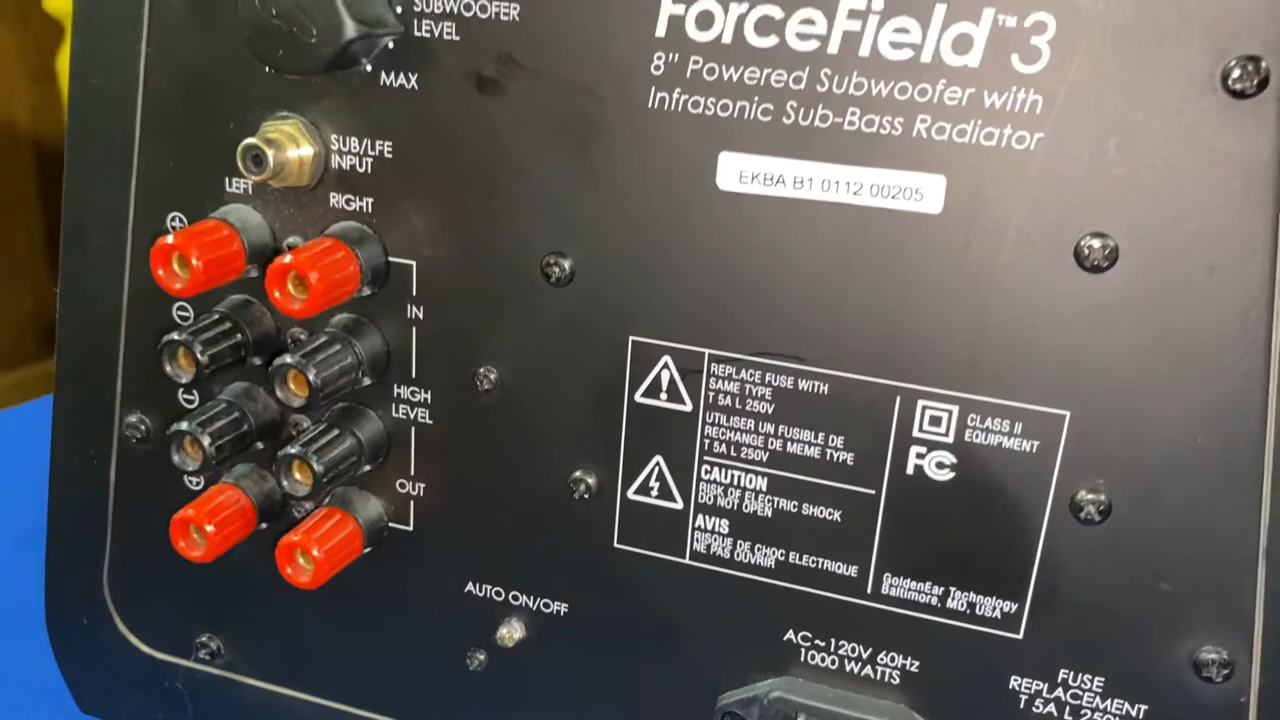 SUBWOOFER
LEVEL
MAX
SUB/LFE
INPUT
LEFT
RIGHT
IN
HIGH
LEVEL
OUT
AUTO ON/OFF
ForceField™3
8" Powered Subwoofer with
Infrasonic Sub-Bass Radiator
EKBA B1 0112 00205
REPLACE FUSE WITH
SAME TYPE
T 5A L 250V
UTILISER UN FUSIBLE DE
RECHANGE DE MEME TYPE
T 5A L 250V
CAUTION
RISK OF ELECTRIC SHOCK
DO NOT OPEN
AVIS
RISQUE DE CHOC ELECTRIQUE
NE PAS OUVRIR
CLASS II
EQUIPMENT
FC
GoldenEar Technology
Baltimore, MD, USA
AC~120V 60Hz
1000 WATTS
FUSE
REPLACEMENT
T 5A L 250V